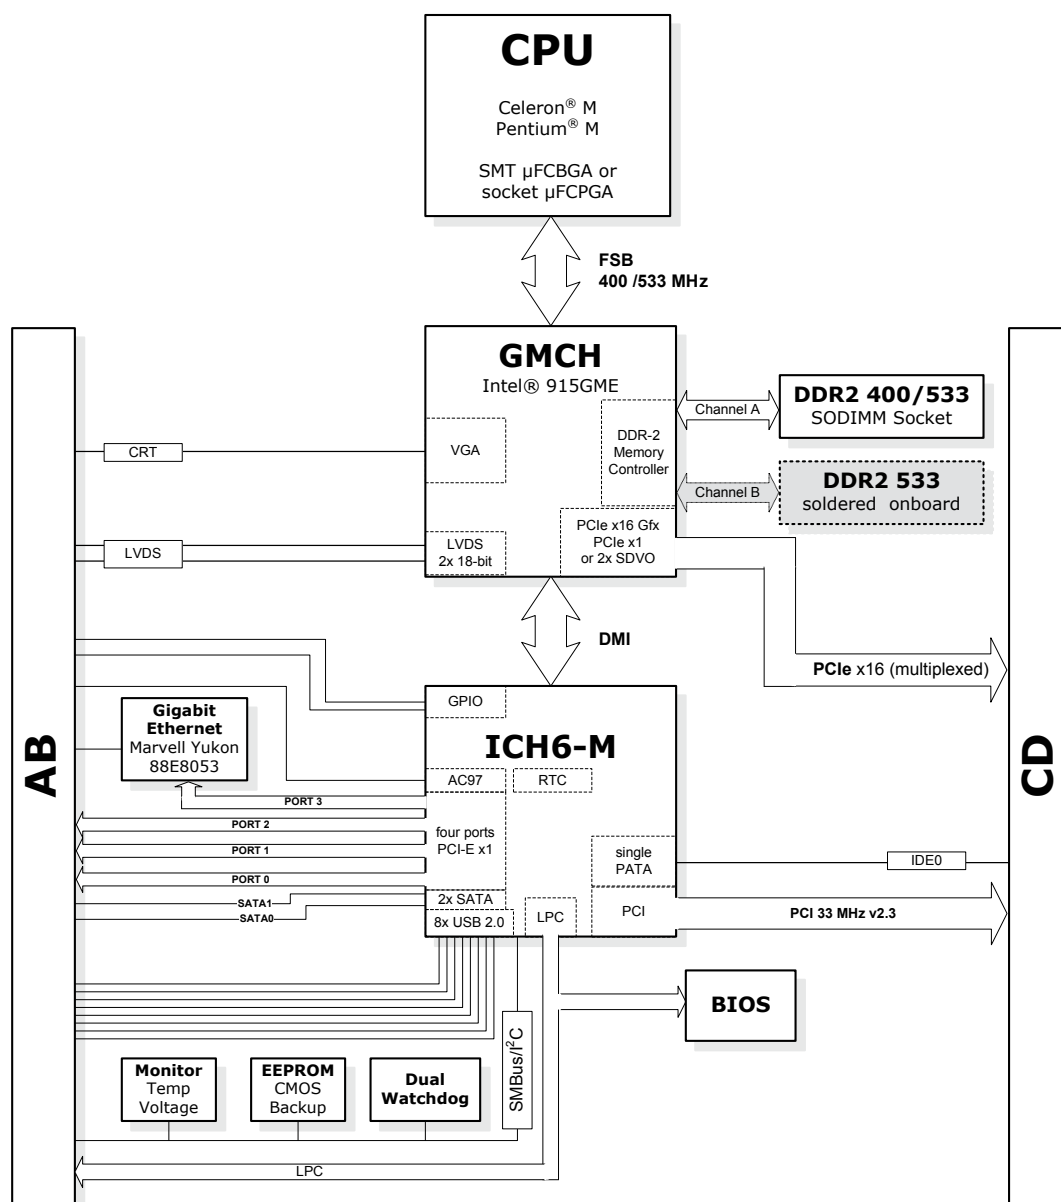 CPU
Celeron® M
Pentium® M
SMT µFCBGA or
socket µFCPGA
FSB
400 /533 MHz
GMCH
Intel® 915GME
DDR2 400/533
SODIMM Socket
Channel A
CRT
VGA
DDR-2
Memory
Controller
Channel B
DDR2 533
soldered onboard
LVDS
LVDS
2x 18-bit
PCIe x16 Gfx
PCIe x1
or 2x SDVO
DMI
PCIe x16 (multiplexed)
AB
CD
GPIO
Gigabit
Ethernet
Marvell Yukon
88E8053
ICH6-M
AC97
RTC
PORT 3
PORT 2
PORT 1
PORT 0
four ports
PCI-E x1
single
PATA
IDE0
SATA1
SATA0
2x SATA
8x USB 2.0
LPC
PCI
PCI 33 MHz v2.3
BIOS
SMBus/I²C
Monitor
Temp
Voltage
EEPROM
CMOS
Backup
Dual
Watchdog
LPC